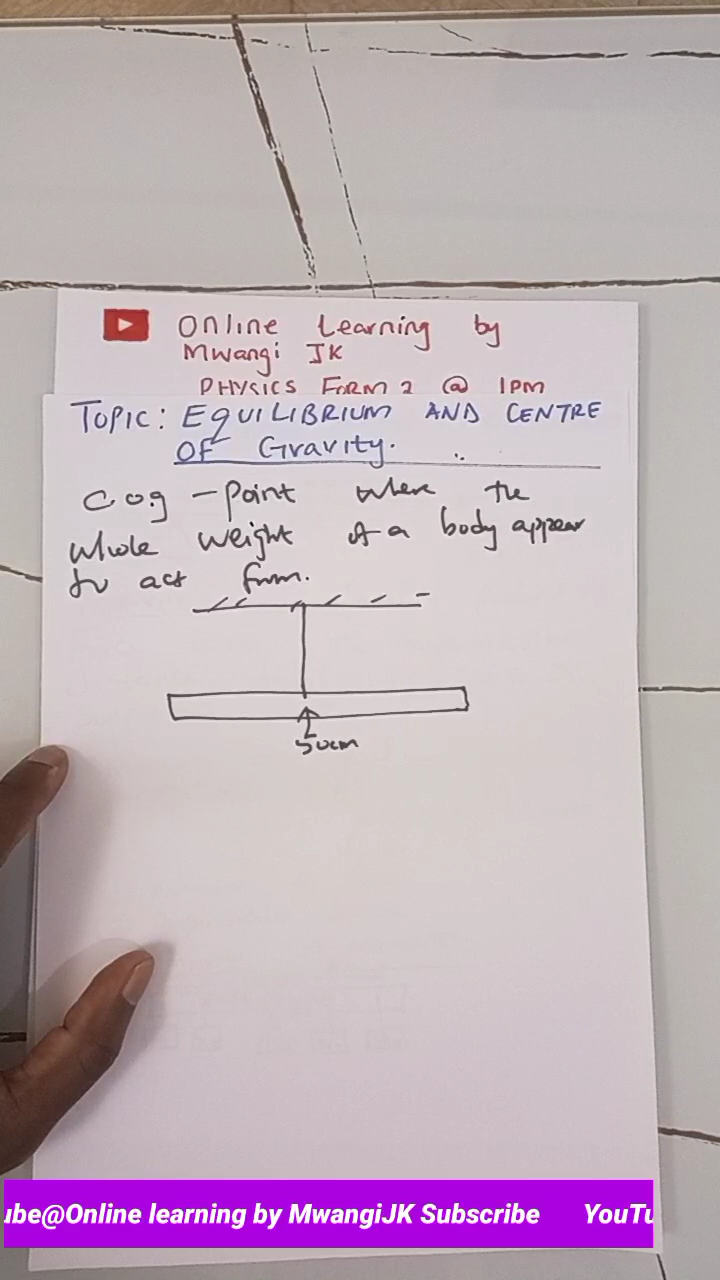 Online Learning by
Mwangi JK
PHYSICS FORM 2 @ 1PM
TOPIC: EQUILIBRIUM AND CENTRE
OF Gravity.
C.o.g - Point where the
whole weight of a body appear
to act from.
50cm
ube@Online learning by MwangiJK Subscribe YouTu